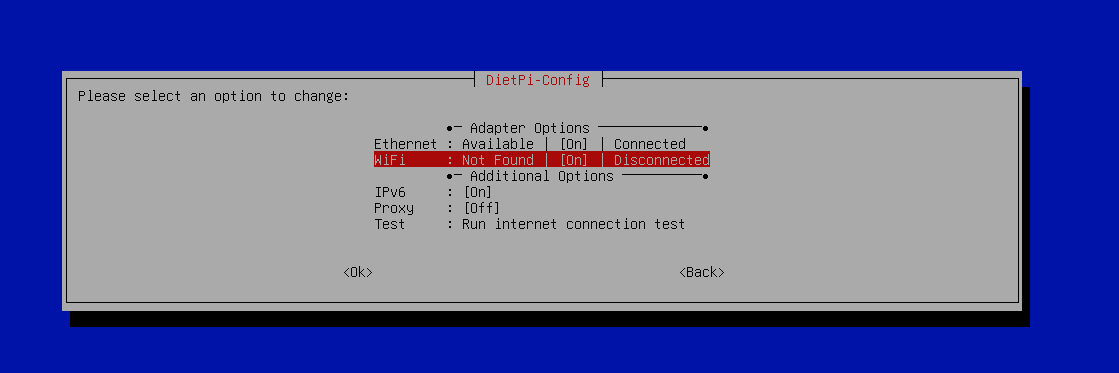 DietPi-Config
Please select an option to change:
●─ Adapter Options ─────────────●
Ethernet : Available | [On] | Connected
WiFi : Not Found | [On] | Disconnected
●─ Additional Options ──────────●
IPv6 : [On]
Proxy : [Off]
Test : Run internet connection test
<Ok> <Back>